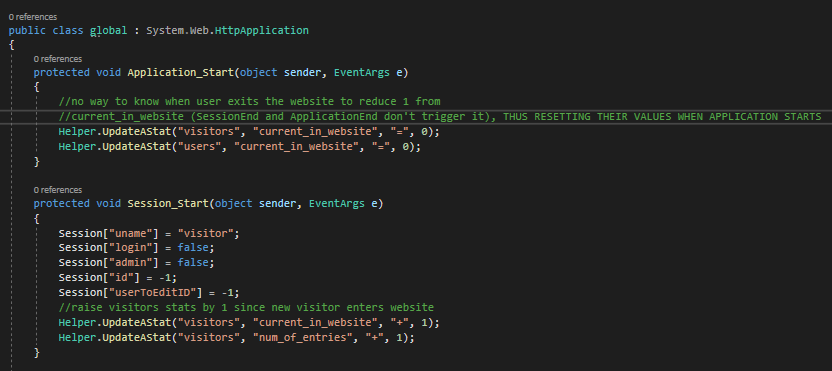 0 references
public class global : System.Web.HttpApplication
{
0 references
protected void Application_Start(object sender, EventArgs e)
{
//no way to know when user exits the website to reduce 1 from
//current_in_website (SessionEnd and ApplicationEnd don't trigger it), THUS RESETTING THEIR VALUES WHEN APPLICATION STARTS
Helper.UpdateAStat("visitors", "current_in_website", "=", 0);
Helper.UpdateAStat("users", "current_in_website", "=", 0);
}
0 references
protected void Session_Start(object sender, EventArgs e)
{
Session["uname"] = "visitor";
Session["login"] = false;
Session["admin"] = false;
Session["id"] = -1;
Session["userToEditID"] = -1;
//raise visitors stats by 1 since new visitor enters website
Helper.UpdateAStat("visitors", "current_in_website", "+", 1);
Helper.UpdateAStat("visitors", "num_of_entries", "+", 1);
}